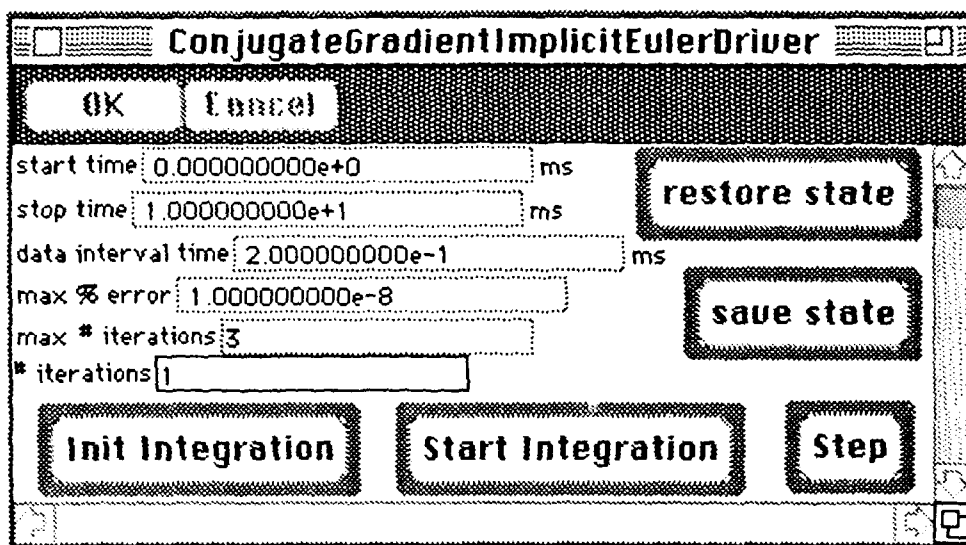 ConjugateGradientImplicitEulerDriver
OK Cancel
start time 0.000000000e+0 ms
restore state
stop time 1.000000000e+1 ms
data interval time 2.000000000e-1 ms
max % error 1.000000000e-8
save state
max # iterations 3
# iterations 1
Init Integration Start Integration Step